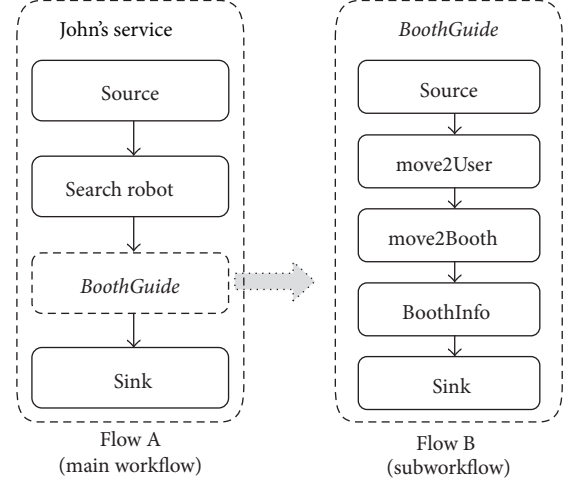 John's service
Source
Search robot
BoothGuide
Sink
Flow A
(main workflow)
BoothGuide
Source
move2User
move2Booth
BoothInfo
Sink
Flow B
(subworkflow)